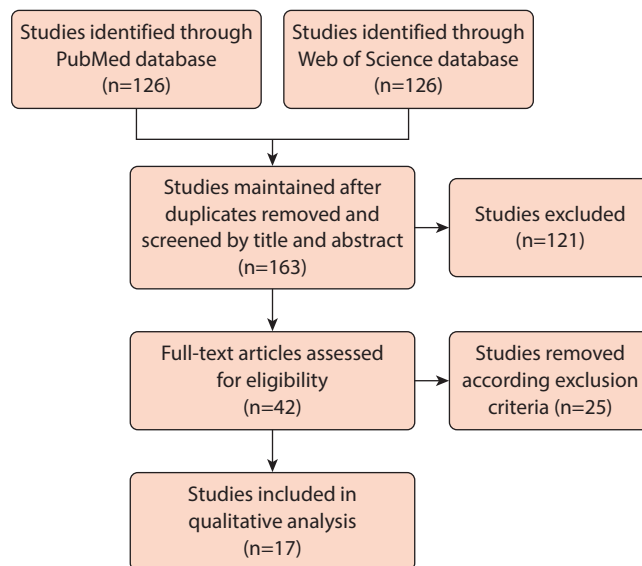 Studies identified through
PubMed database
(n=126)
Studies identified through
Web of Science database
(n=126)
Studies maintained after
duplicates removed and
screened by title and abstract
(n=163)
Studies excluded
(n=121)
Full-text articles assessed
for eligibility
(n=42)
Studies removed
according exclusion
criteria (n=25)
Studies included in
qualitative analysis
(n=17)